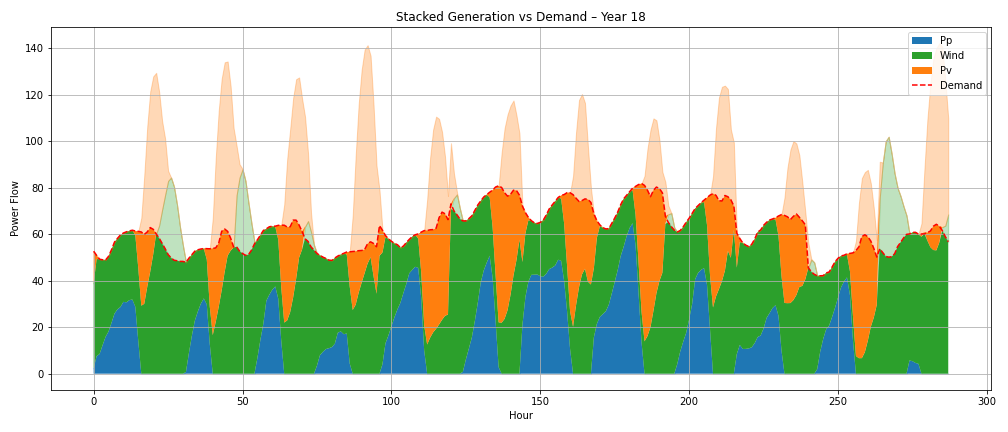 Stacked Generation vs Demand – Year 18
Power Flow
140
120
100
80
60
40
20
0
Pp
Wind
Pv
Demand
0
50
100
150
200
250
300
Hour